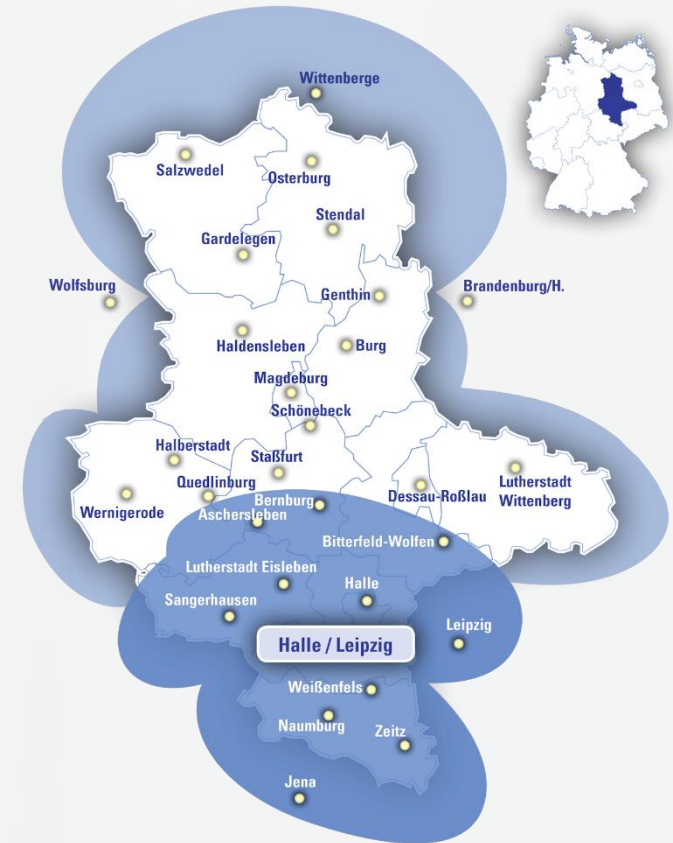 Wittenberge
Salzwedel
Osterburg
Stendal
Gardelegen
Wolfsburg
Genthin
Brandenburg/H.
Haldensleben
Burg
Magdeburg
Schönebeck
Halberstadt
Staßfurt
Quedlinburg
Wernigerode
Dessau-Roßlau
Lutherstadt
Wittenberg
Bernburg
Aschersleben
Bitterfeld-Wolfen
Lutherstadt Eisleben
Halle
Sangerhausen
Leipzig
Halle / Leipzig
Weißenfels
Naumburg
Zeitz
Jena